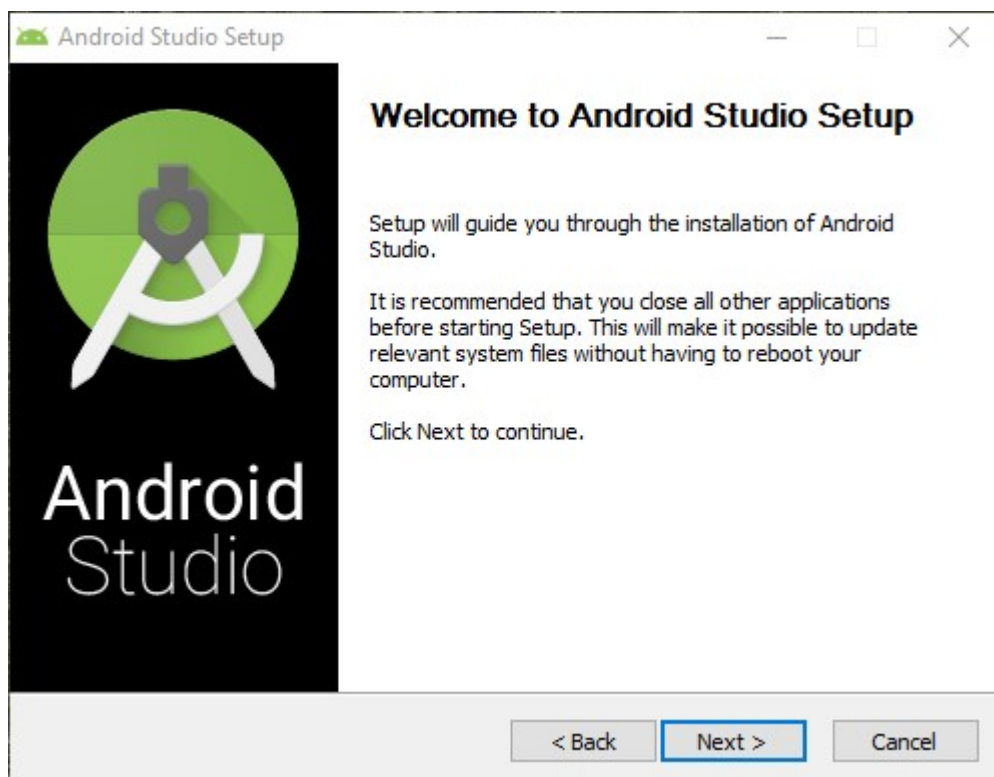 Android Studio Setup
Welcome to Android Studio Setup
Setup will guide you through the installation of Android
Studio.
It is recommended that you close all other applications
before starting Setup. This will make it possible to update
relevant system files without having to reboot your
computer.
Click Next to continue.
Android
Studio
< Back
Next >
Cancel